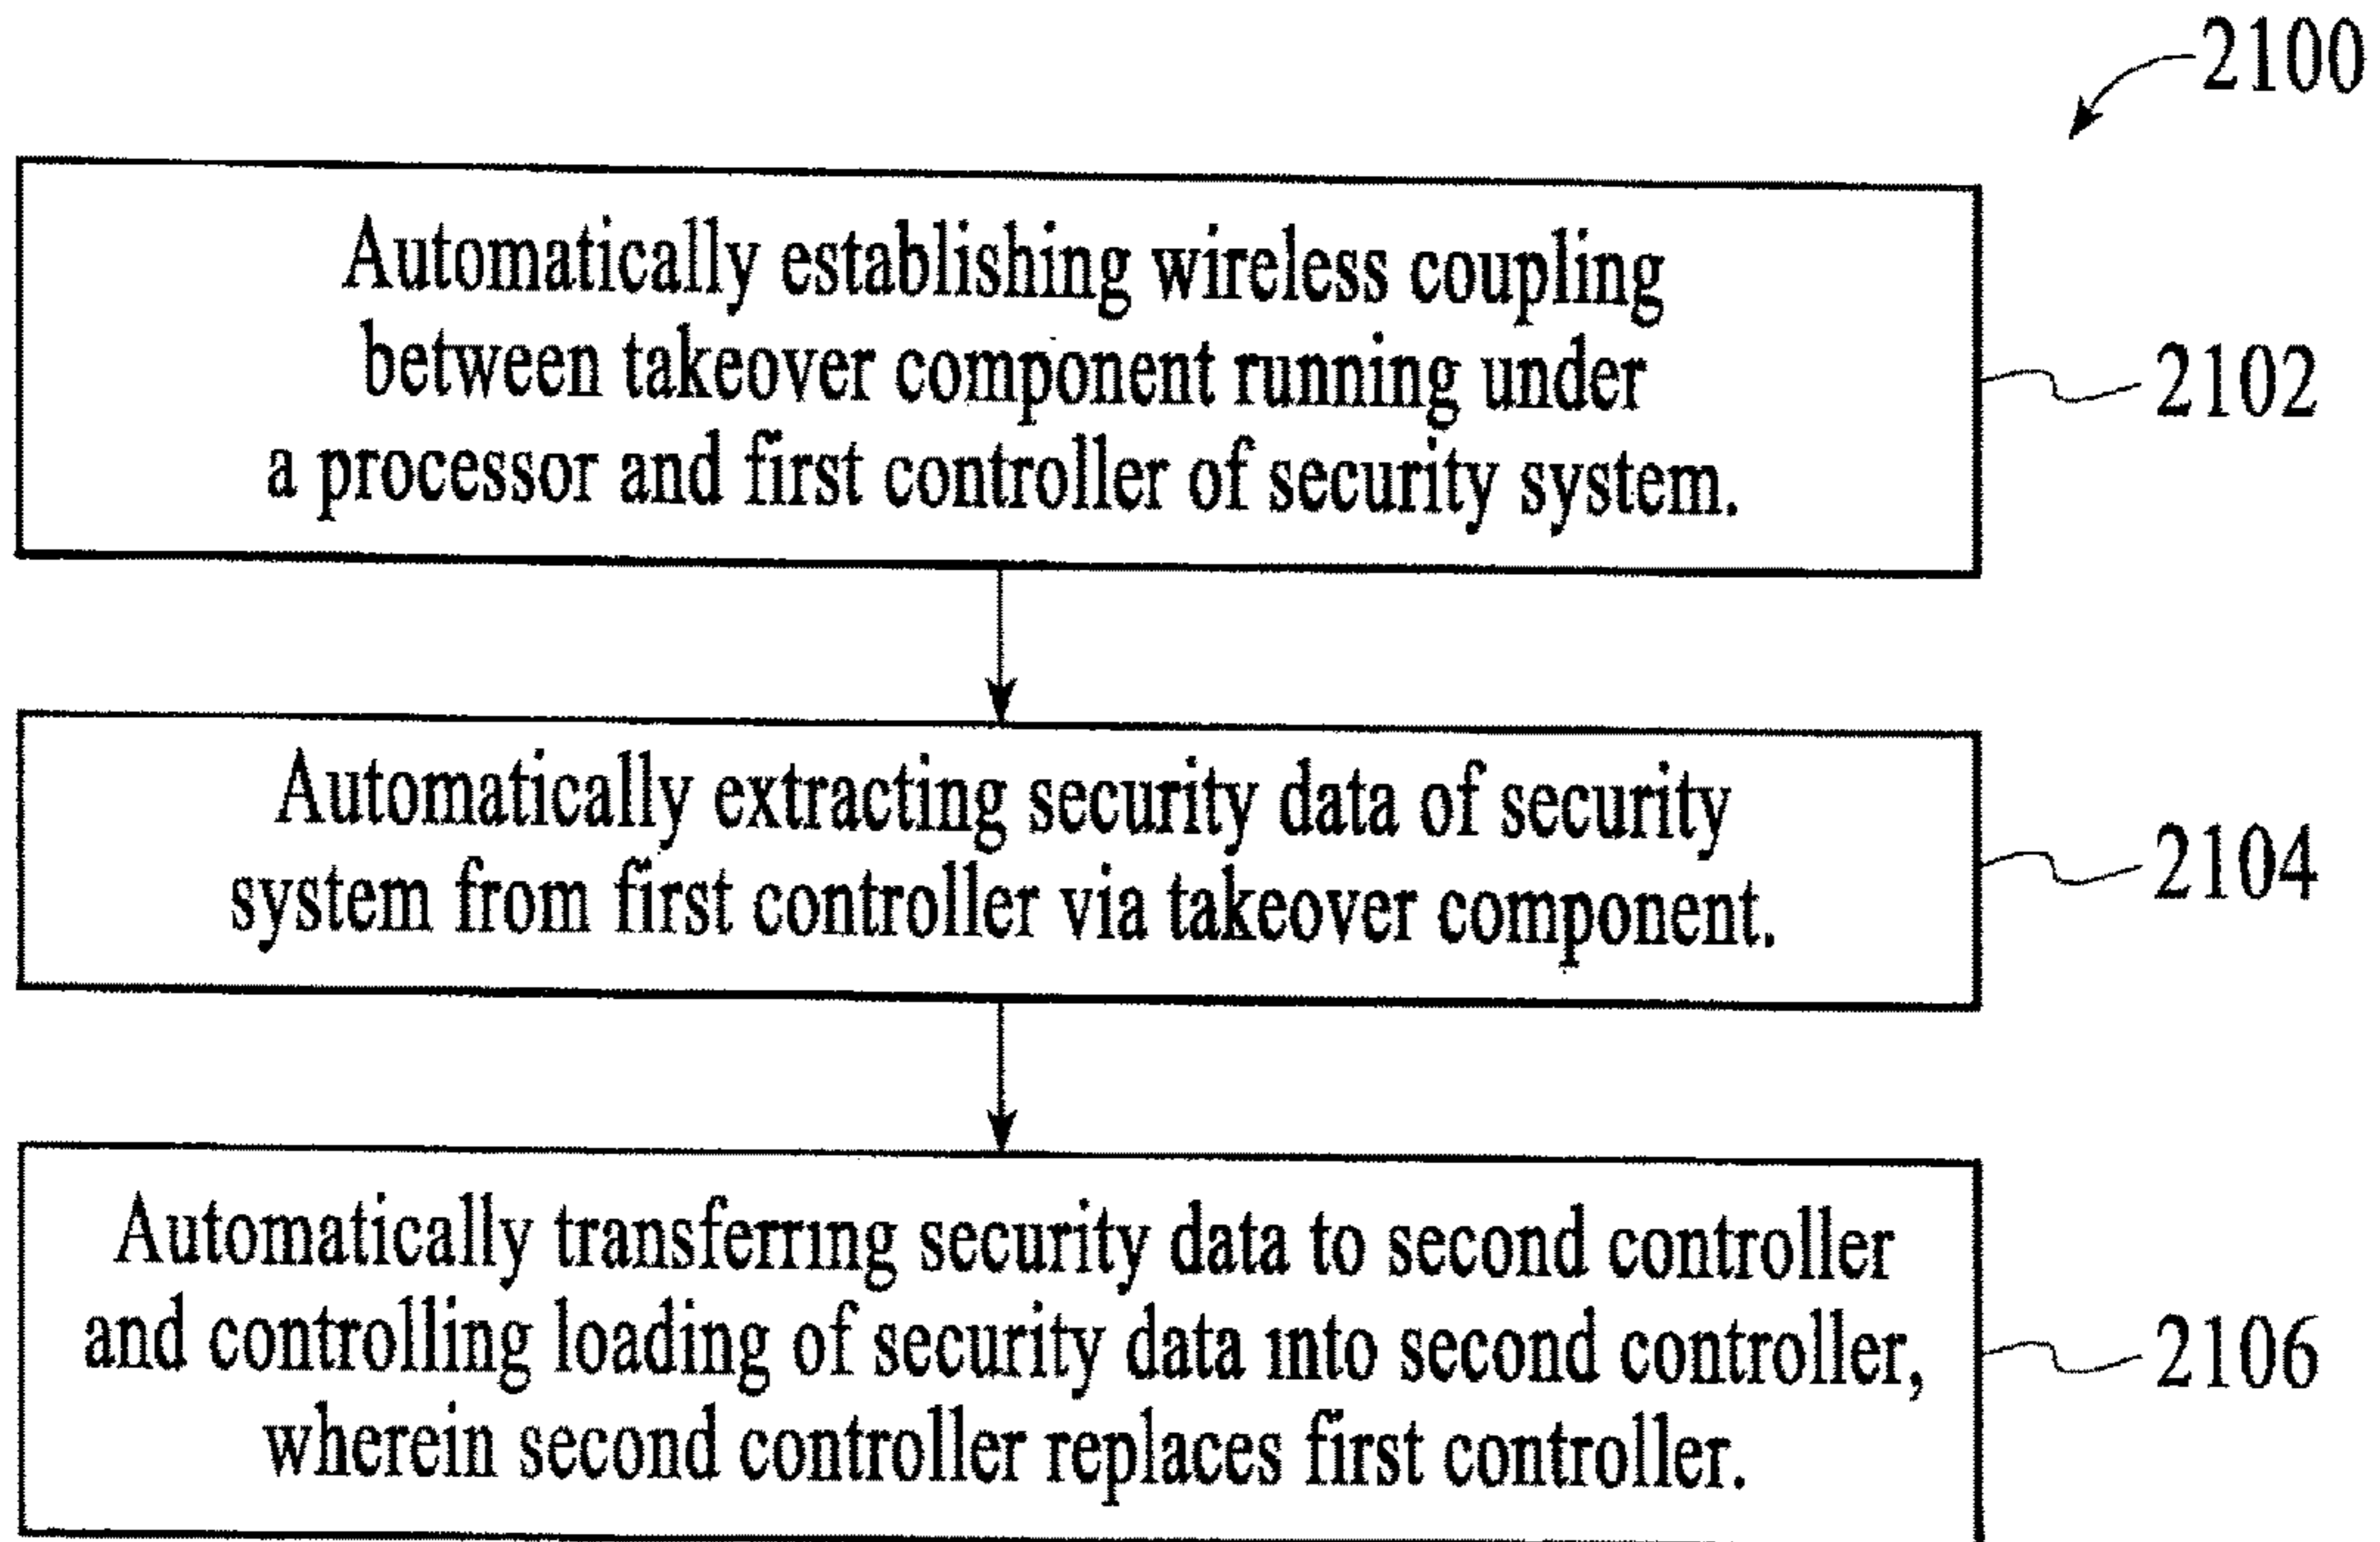 2100
Automatically establishing wireless coupling
between takeover component running under
a processor and first controller of security system.
2102
Automatically extracting security data of security
system from first controller via takeover component.
2104
Automatically transferring security data to second controller
and controlling loading of security data into second controller,
wherein second controller replaces first controller.
2106